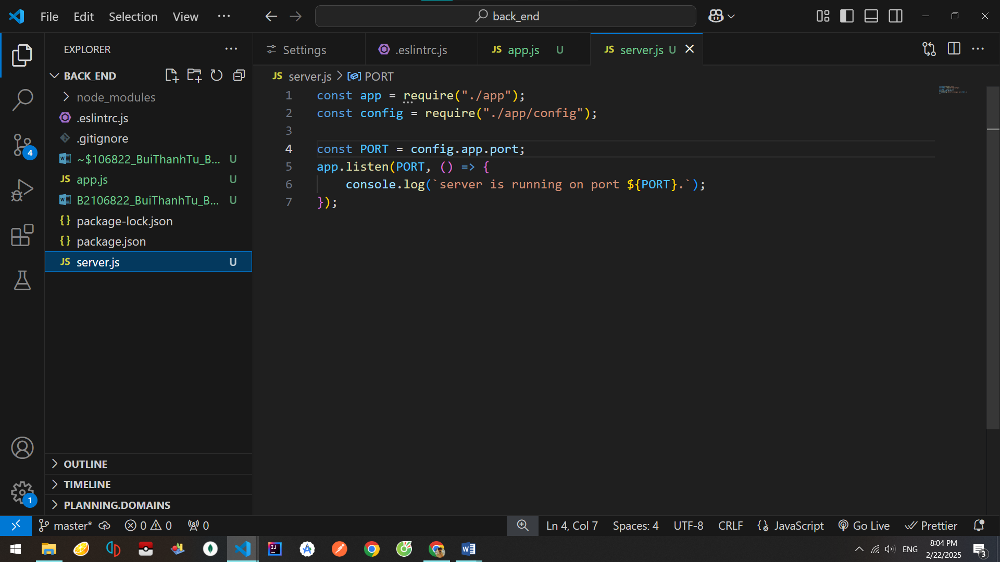 File Edit Selection View ···
back_end
EXPLORER ···
BACK_END
node_modules
.eslintrc.js
.gitignore
~$106822_BuiThanhTu_B... U
app.js U
B2106822_BuiThanhTu_B... U
package-lock.json
package.json
server.js U
OUTLINE
TIMELINE
PLANNING.DOMAINS
Settings .eslintrc.js JS app.js U JS server.js U
JS server.js > PORT
1 const app = require("./app");
2 const config = require("./app/config");
3
4 const PORT = config.app.port;
5 app.listen(PORT, () => {
6 console.log(`server is running on port ${PORT}.`);
7 });
4
1
master* 0 0 0 Ln 4, Col 7 Spaces: 4 UTF-8 CRLF {} JavaScript Go Live Prettier
ENG 8:04 PM
2/22/2025
3